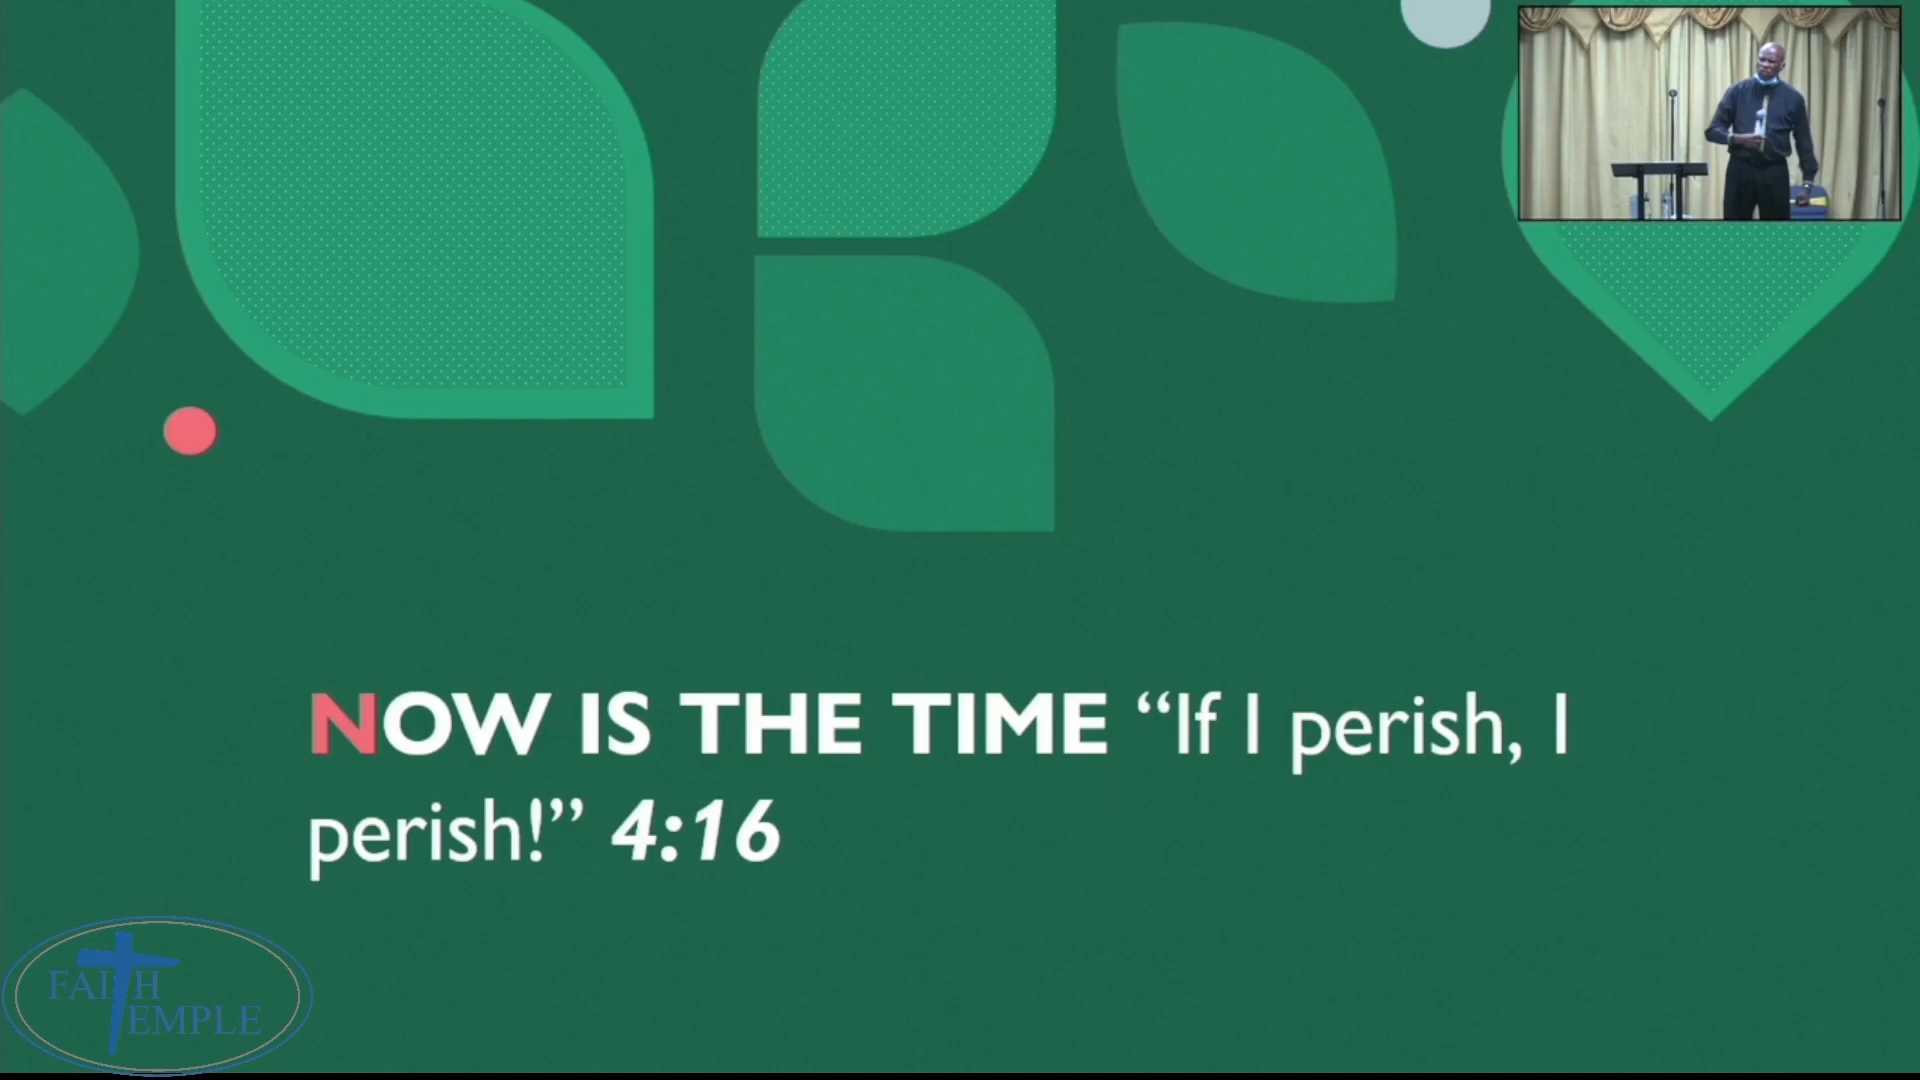 NOW IS THE TIME “If I perish, I
perish!” 4:16
FAITH
TEMPLE